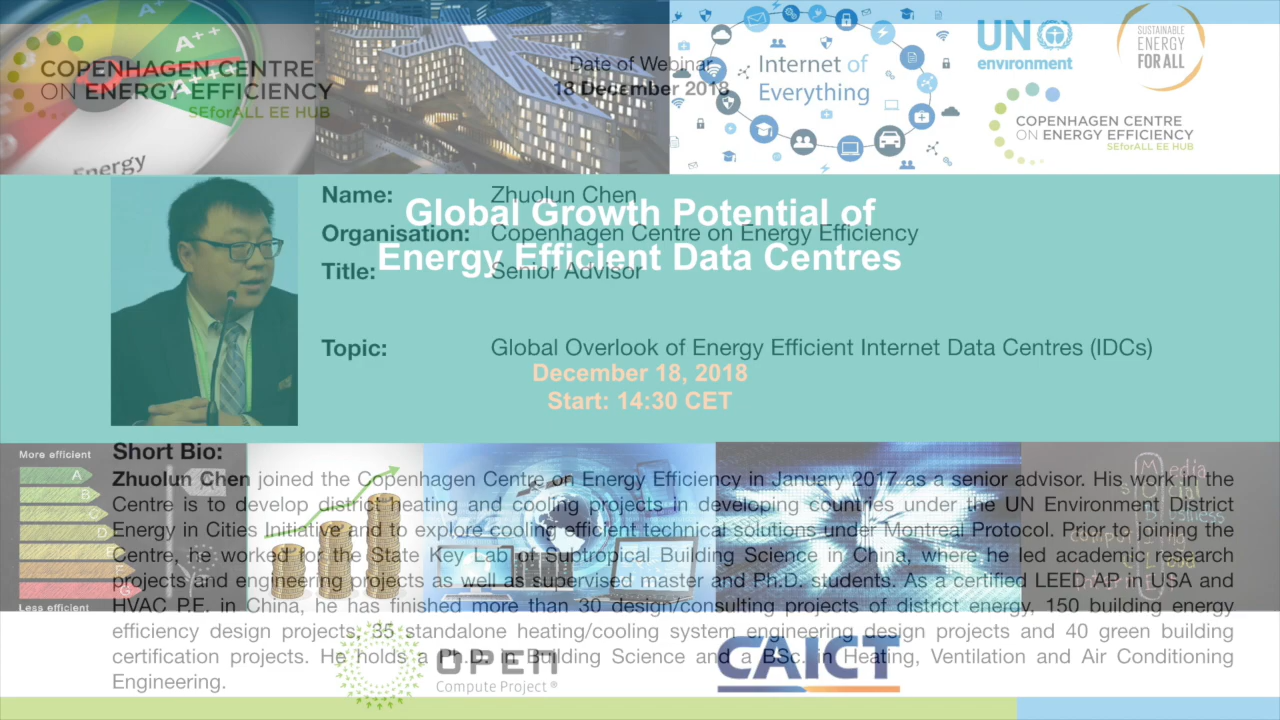 A++
A+++
Energy
COPENHAGEN CENTRE
ON ENERGY EFFICIENCY
SEforALL EE HUB
Date of Webinar
18 December 2018
Internet of
Everything
UN
environment
SUSTAINABLE
ENERGY
FOR ALL
COPENHAGEN CENTRE
ON ENERGY EFFICIENCY
SEforALL EE HUB
Name: Zhuolun Chen
Global Growth Potential of
Organisation: Copenhagen Centre on Energy Efficiency
Energy Efficient Data Centres
Title: Senior Advisor
Topic: Global Overlook of Energy Efficient Internet Data Centres (IDCs)
December 18, 2018
Start: 14:30 CET
More efficient
A
B
C
D
E
F
G
Less efficient
Media
Short Bio:
Zhuolun Chen joined the Copenhagen Centre on Energy Efficiency in January 2017 as a senior advisor. His work in the
Centre is to develop district heating and cooling projects in developing countries under the UN Environment District
Energy in Cities Initiative and to explore cooling efficient technical solutions under Montreal Protocol. Prior to joining the
Centre, he worked for the State Key Lab of Subtropical Building Science in China, where he led academic research
projects and engineering projects as well as supervised master and Ph.D. students. As a certified LEED AP in USA and
HVAC P.E. in China, he has finished more than 30 design/consulting projects of district energy, 150 building energy
efficiency design projects, 35 standalone heating/cooling system engineering design projects and 40 green building
certification projects. He holds a Ph.D. in Building Science and a BSc. in Heating, Ventilation and Air Conditioning
Engineering.
OPEN
Compute Project ®
CAICT